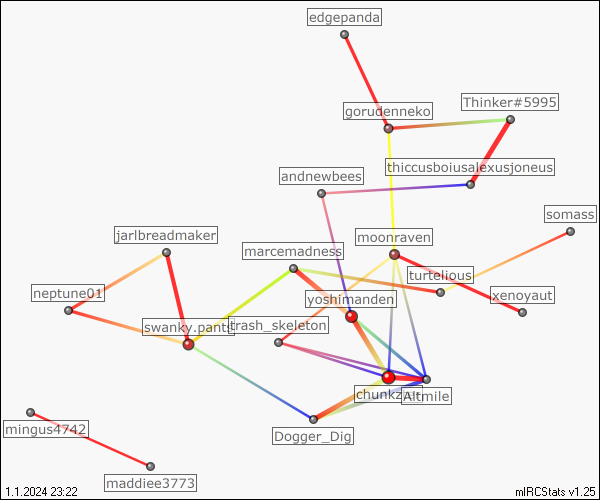 edgepanda
Thinker#5995
gorudenneko
thiccusboiusalexusjoneus
andnewbees
somass
jarlbreadmaker
moonraven
marcemadness
turtelious
neptune01
yoshimanden
xenoyaut
swanky.pants
trash_skeleton
Altmile
mingus4742
Dogger_Dig
maddiee3773
1.1.2024 23:22
mIRCStats v1.25